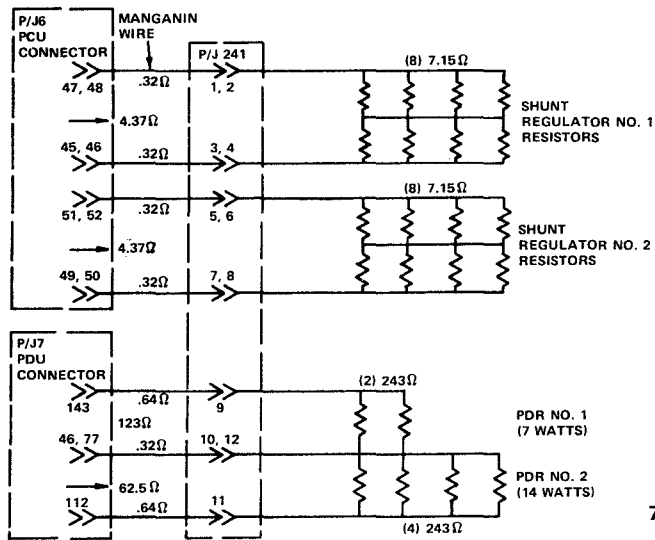 P/J6
PCU
CONNECTOR
MANGANIN
WIRE
P/J 241
47, 48
.32Ω
1, 2
(8) 7.15Ω
4.37Ω
SHUNT
REGULATOR NO. 1
RESISTORS
45, 46
.32Ω
3, 4
51, 52
.32Ω
5, 6
(8) 7.15Ω
4.37Ω
SHUNT
REGULATOR NO. 2
RESISTORS
49, 50
.32Ω
7, 8
P/J7
PDU
CONNECTOR
143
.64Ω
9
(2) 243Ω
123Ω
PDR NO. 1
(7 WATTS)
46, 77
.32Ω
10, 12
62.5Ω
PDR NO. 2
(14 WATTS)
112
.64Ω
11
(4) 243Ω
7